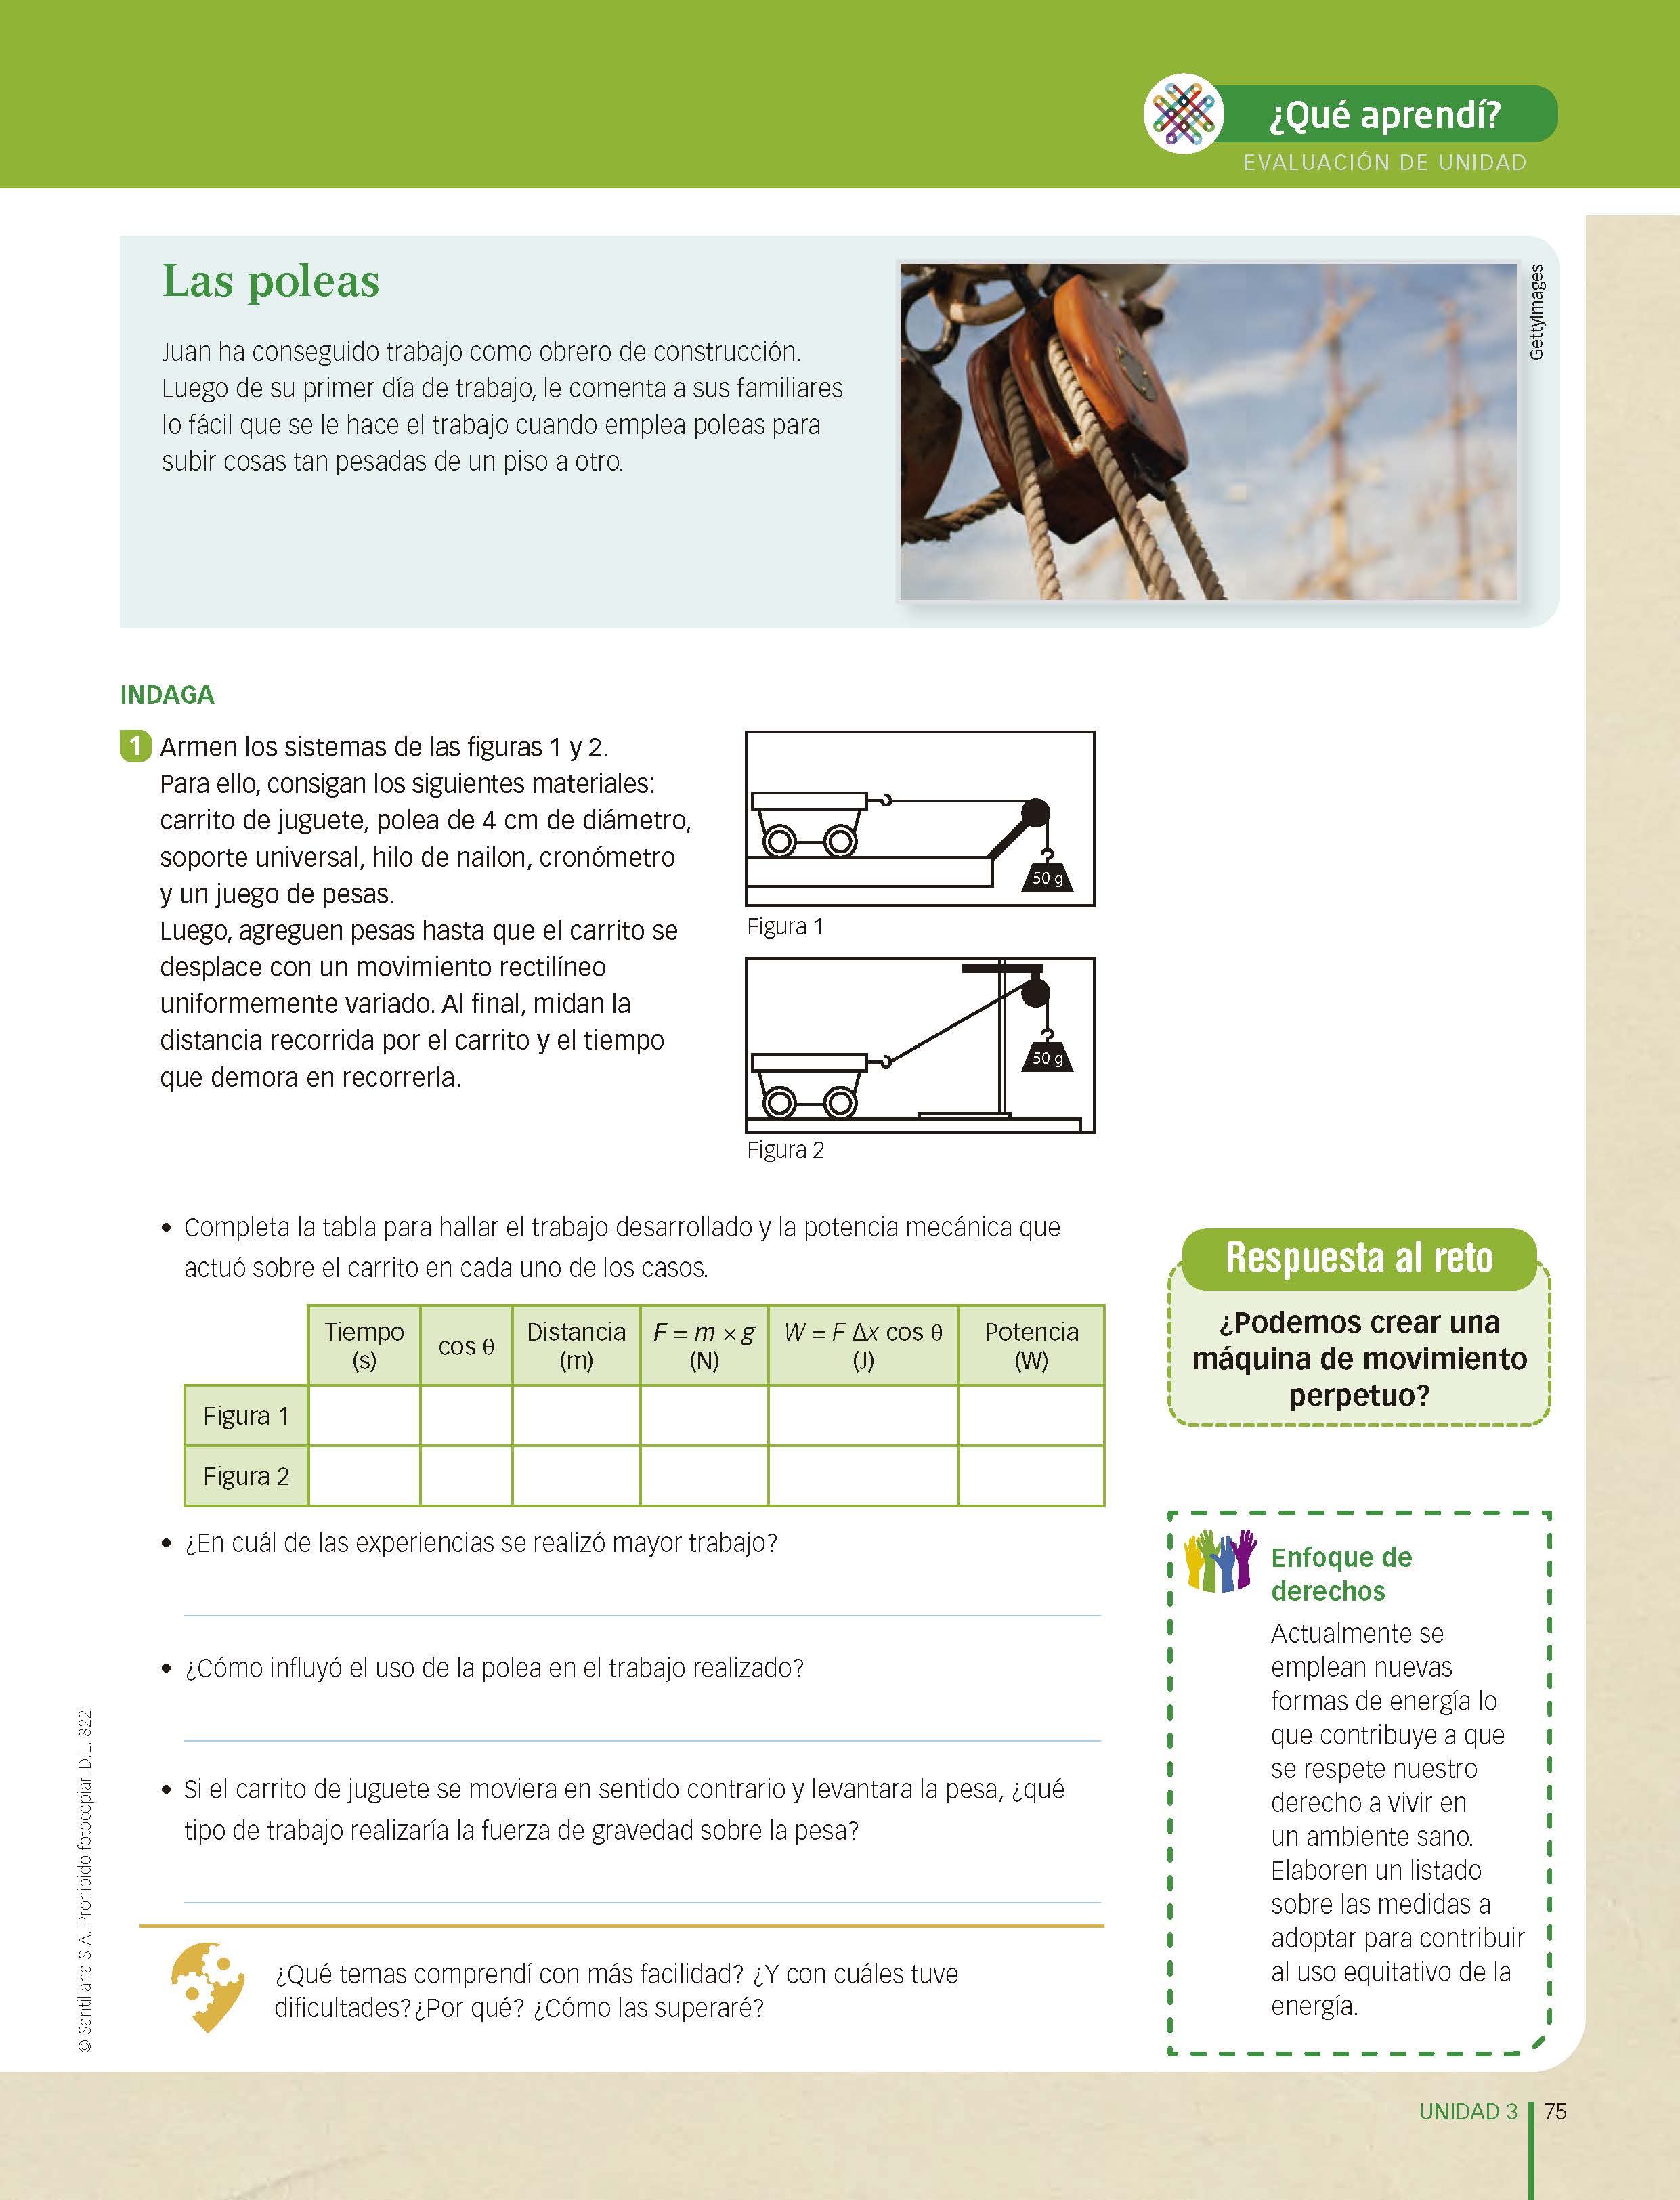 ¿Qué aprendí?
EVALUACIÓN DE UNIDAD
Las poleas
Juan ha conseguido trabajo como obrero de construcción.
Luego de su primer día de trabajo, le comenta a sus familiares
lo fácil que se le hace el trabajo cuando emplea poleas para
subir cosas tan pesadas de un piso a otro.
GettyImages
INDAGA
1 Armen los sistemas de las figuras 1 y 2.
Para ello, consigan los siguientes materiales:
carrito de juguete, polea de 4 cm de diámetro,
soporte universal, hilo de nailon, cronómetro
y un juego de pesas.
Luego, agreguen pesas hasta que el carrito se
desplace con un movimiento rectilíneo
uniformemente variado. Al final, midan la
distancia recorrida por el carrito y el tiempo
que demora en recorrerla.
50 g
Figura 1
50 g
Figura 2
• Completa la tabla para hallar el trabajo desarrollado y la potencia mecánica que
actuó sobre el carrito en cada uno de los casos.
Tiempo (s) cos θ Distancia (m) F = m × g (N) W = F Δx cos θ (J) Potencia (W)
Figura 1
Figura 2
• ¿En cuál de las experiencias se realizó mayor trabajo?
• ¿Cómo influyó el uso de la polea en el trabajo realizado?
• Si el carrito de juguete se moviera en sentido contrario y levantara la pesa, ¿qué
tipo de trabajo realizaría la fuerza de gravedad sobre la pesa?
¿Qué temas comprendí con más facilidad? ¿Y con cuáles tuve
dificultades?¿Por qué? ¿Cómo las superaré?
Respuesta al reto
¿Podemos crear una
máquina de movimiento
perpetuo?
Enfoque de
derechos
Actualmente se
emplean nuevas
formas de energía lo
que contribuye a que
se respete nuestro
derecho a vivir en
un ambiente sano.
Elaboren un listado
sobre las medidas a
adoptar para contribuir
al uso equitativo de la
energía.
© Santillana S.A. Prohibido fotocopiar. D.L. 822
UNIDAD 3 75